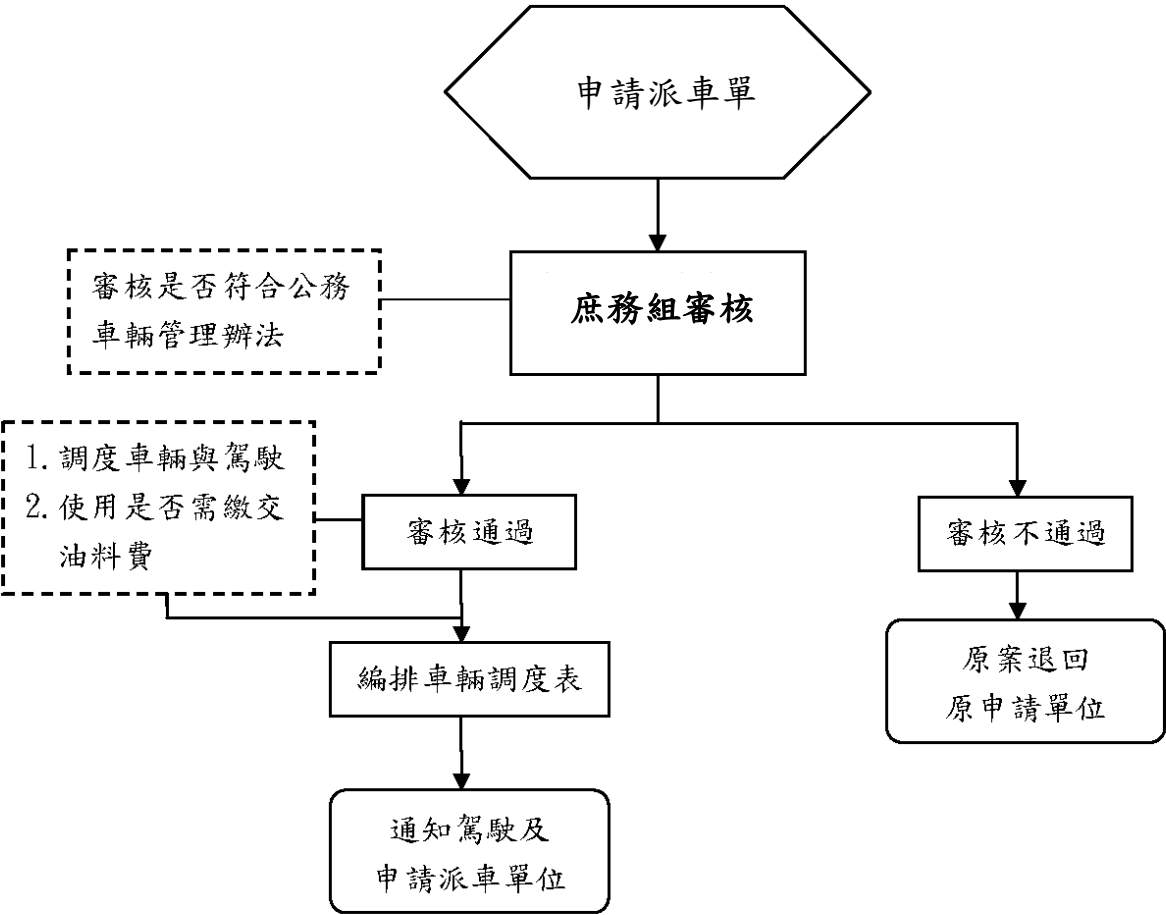 申請派車單
審核是否符合公務
車輛管理辦法
庶務組審核
1. 調度車輛與駕駛
2. 使用是否需繳交
油料費
審核通過
審核不通過
編排車輛調度表
原案退回
原申請單位
通知駕駛及
申請派車單位